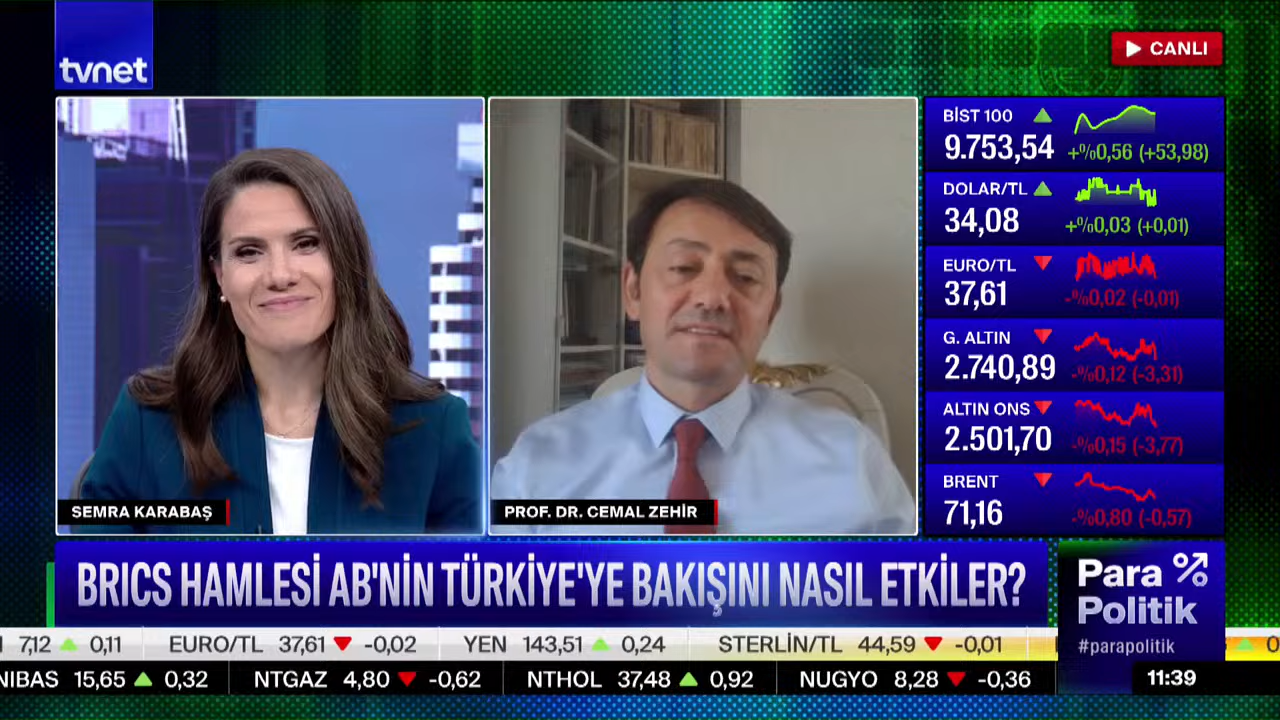 tvnet
CANLI
BİST 100
9.753,54
+%0,56 (+53,98)
DOLAR/TL
34,08
+%0,03 (+0,01)
EURO/TL
37,61
-%0,02 (-0,01)
G. ALTIN
2.740,89
-%0,12 (-3,31)
ALTIN ONS
2.501,70
-%0,15 (-3,77)
BRENT
71,16
-%0,80 (-0,57)
SEMRA KARABAŞ
PROF. DR. CEMAL ZEHİR
BRICS HAMLESİ AB'NİN TÜRKİYE'YE BAKIŞINI NASIL ETKİLER?
Para %
Politik
#parapolitik
7,12 0,11 EURO/TL 37,61 -0,02 YEN 143,51 0,24 STERLİN/TL 44,59 -0,01
NIBAS 15,65 0,32 NTGAZ 4,80 -0,62 NTHOL 37,48 0,92 NUGYO 8,28 -0,36
11:39